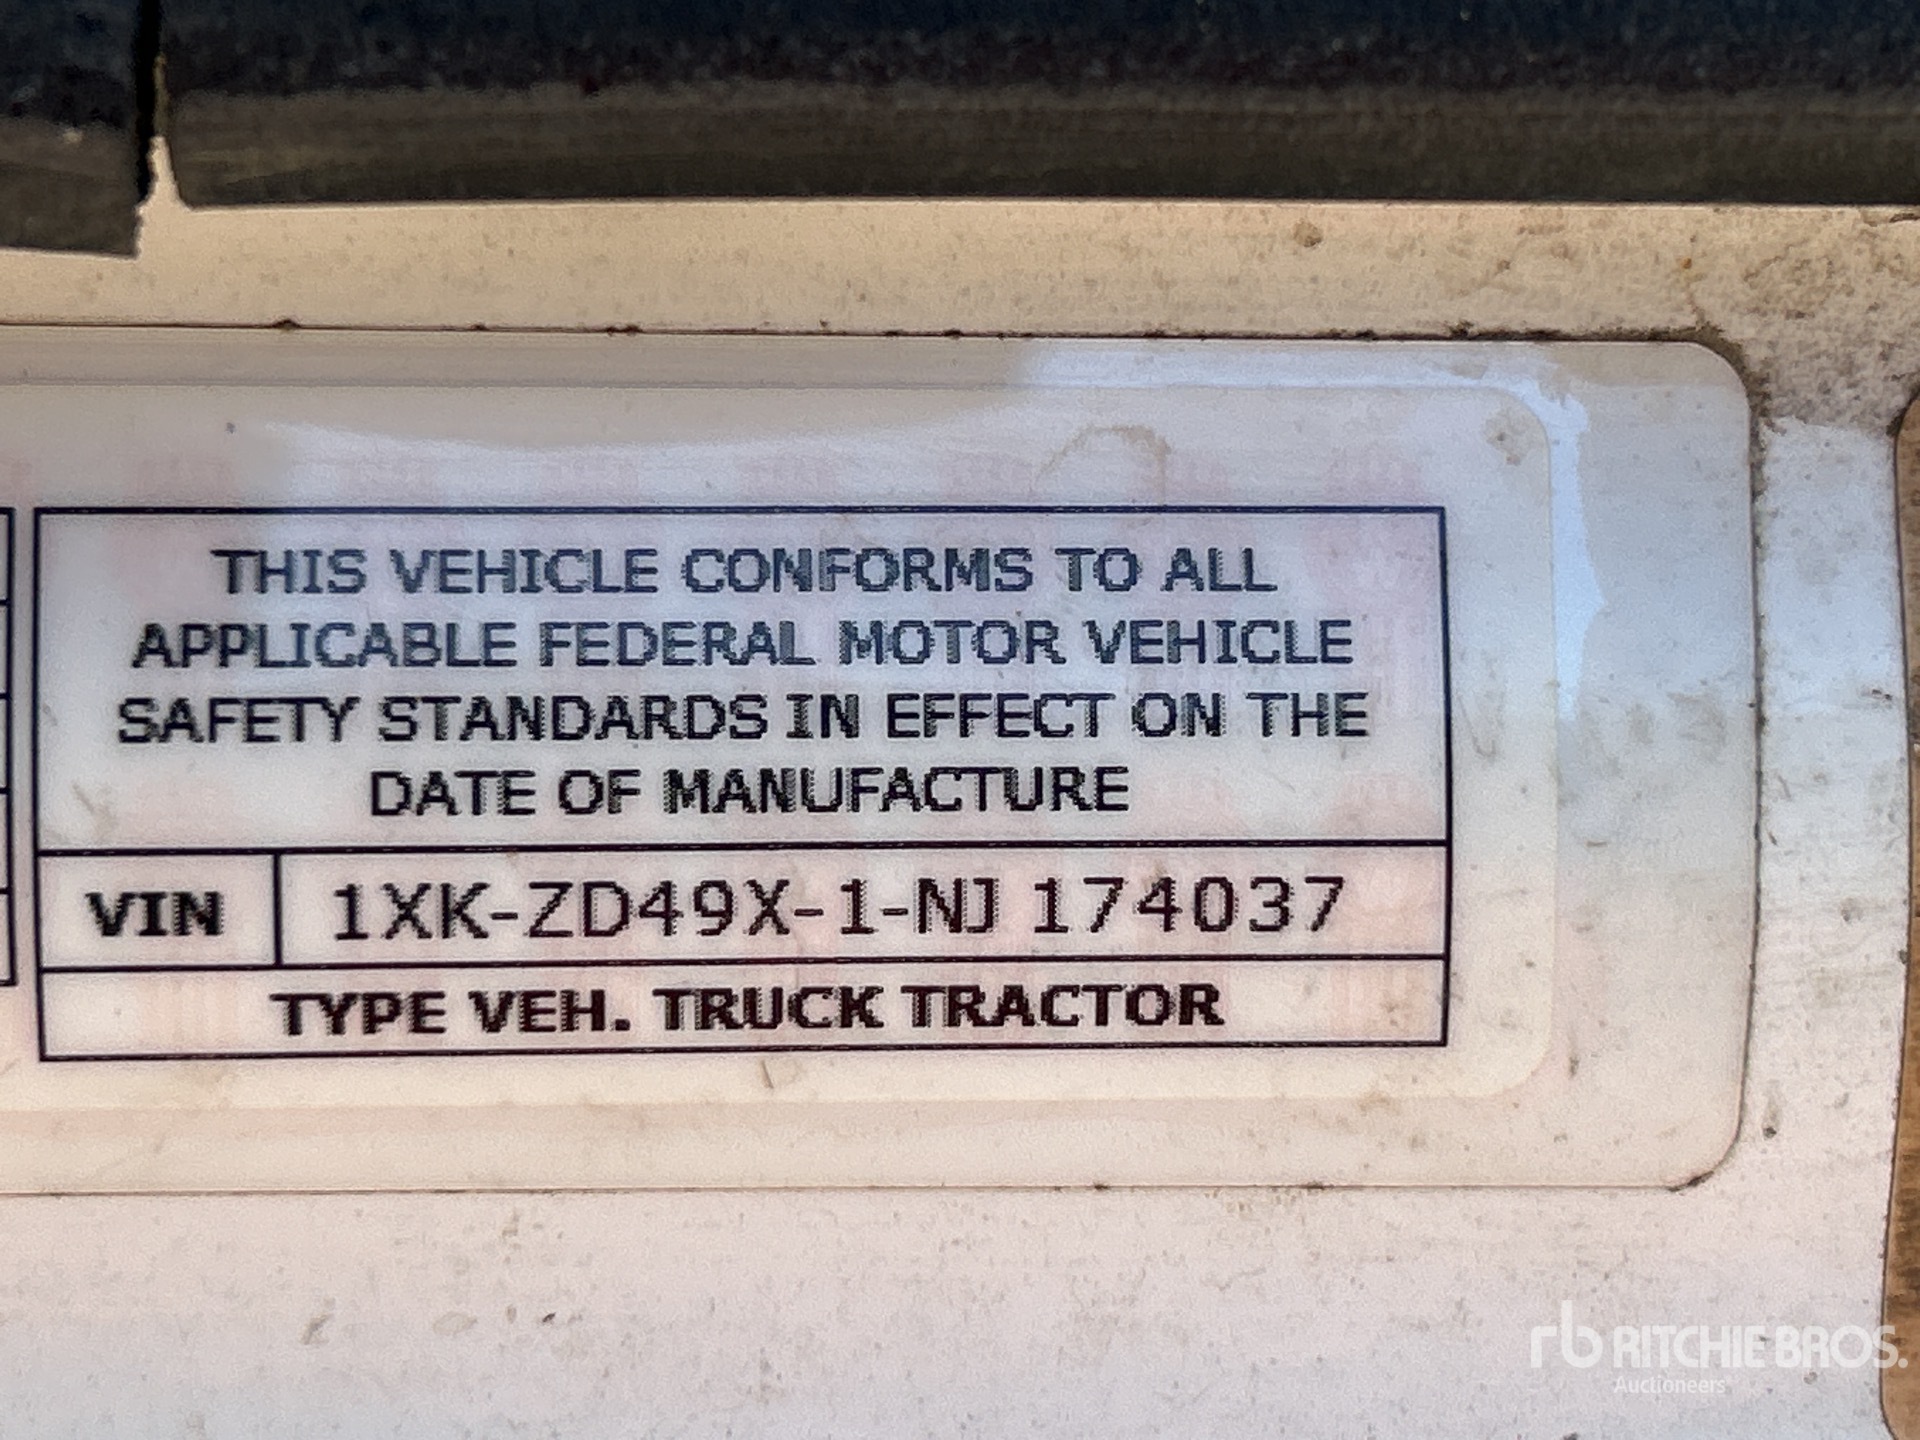 THIS VEHICLE CONFORMS TO ALL
APPLICABLE FEDERAL MOTOR VEHICLE
SAFETY STANDARDS IN EFFECT ON THE
DATE OF MANUFACTURE
VIN 1XK-ZD49X-1-NJ 174037
TYPE VEH. TRUCK TRACTOR
rb RITCHIE BROS.
Auctioneers